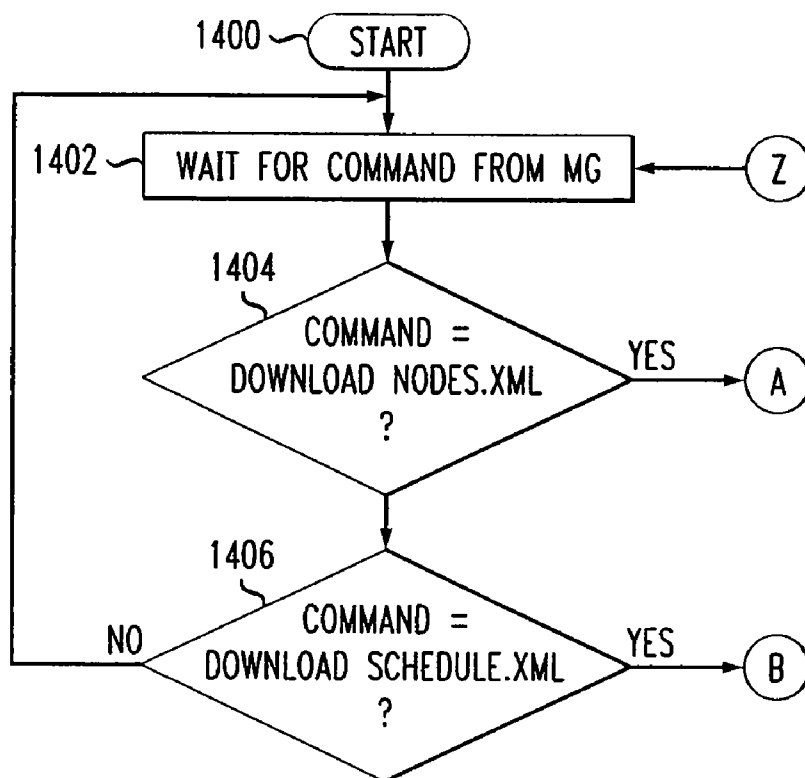 1400
START
1402
WAIT FOR COMMAND FROM MG
Z
1404
COMMAND =
DOWNLOAD NODES.XML
?
YES
A
1406
COMMAND =
DOWNLOAD SCHEDULE.XML
?
NO
YES
B